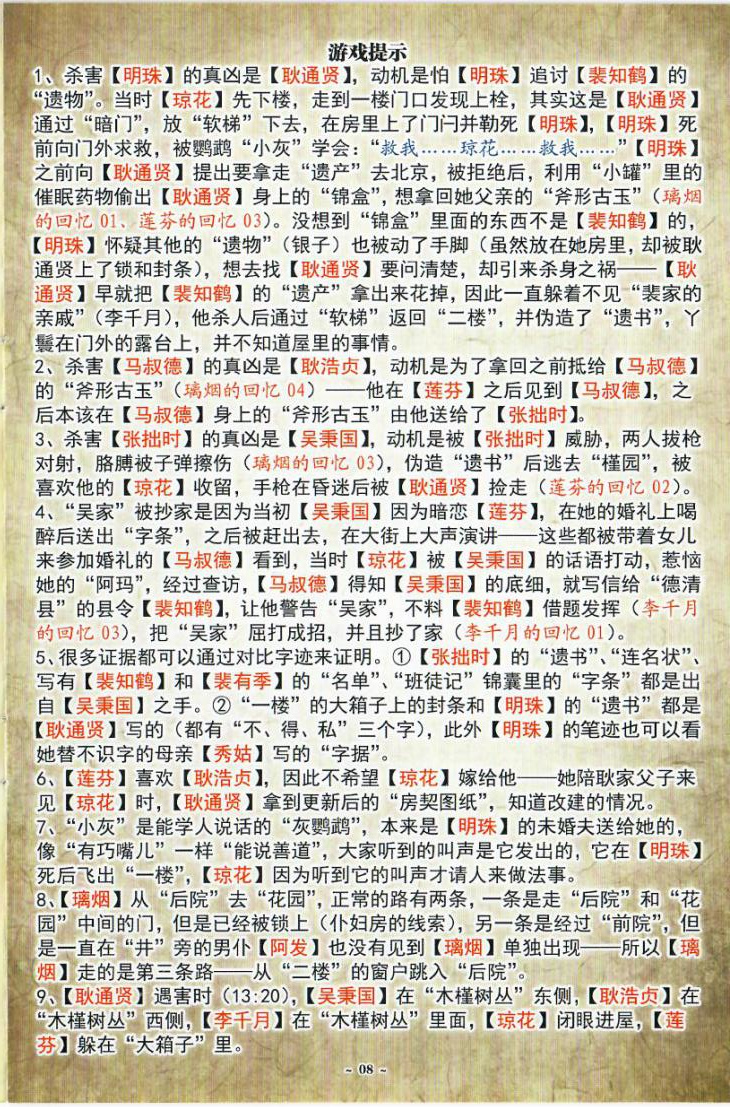 游戏提示
1、杀害【明珠】的真凶是【耿通贤】，动机是怕【明珠】追讨【裴知鹤】的
“遗物”。当时【琼花】先下楼，走到一楼门口发现上栓，其实这是【耿通贤】
通过“暗门”，放“软梯”下去，在房里上了门闩并勒死【明珠】，【明珠】死
前向门外求救，被鹦鹉“小灰”学会：“救我……琼花……救我……”【明珠】
之前向【耿通贤】提出要拿走“遗产”去北京，被拒绝后，利用“小罐”里的
催眠药物偷出【耿通贤】身上的“锦盒”，想拿回她父亲的“斧形古玉”（璃烟
的回忆01、莲芬的回忆03）。没想到“锦盒”里面的东西不是【裴知鹤】的，
【明珠】怀疑其他的“遗物”（银子）也被动了手脚（虽然放在她房里，却被耿
通贤上了锁和封条），想去找【耿通贤】要问清楚，却引来杀身之祸——【耿
通贤】早就把【裴知鹤】的“遗产”拿出来花掉，因此一直躲着不见“裴家的
亲戚”（李千月），他杀人后通过“软梯”返回“二楼”，并伪造了“遗书”，丫
鬟在门外的露台上，并不知道屋里的事情。
2、杀害【马叔德】的真凶是【耿浩贞】，动机是为了拿回之前抵给【马叔德】
的“斧形古玉”（璃烟的回忆04）——他在【莲芬】之后见到【马叔德】，之
后本该在【马叔德】身上的“斧形古玉”由他送给了【张拙时】。
3、杀害【张拙时】的真凶是【吴秉国】，动机是被【张拙时】威胁，两人拔枪
对射，胳膊被子弹擦伤（璃烟的回忆03），伪造“遗书”后逃去“槿园”，被
喜欢他的【琼花】收留，手枪在昏迷后被【耿通贤】捡走（莲芬的回忆02）。
4、“吴家”被抄家是因为当初【吴秉国】因为暗恋【莲芬】，在她的婚礼上喝
醉后送出“字条”，之后被赶出去，在大街上大声演讲——这些都被带着女儿
来参加婚礼的【马叔德】看到，当时【琼花】被【吴秉国】的话语打动，惹恼
她的“阿玛”，经过查访，【马叔德】得知【吴秉国】的底细，就写信给“德清
县”的县令【裴知鹤】，让他警告“吴家”，不料【裴知鹤】借题发挥（李千月
的回忆03），把“吴家”屈打成招，并且抄了家（李千月的回忆01）。
5、很多证据都可以通过对比字迹来证明。①【张拙时】的“遗书”、“连名状”、
写有【裴知鹤】和【裴有季】的“名单”、“班徒记”锦囊里的“字条”都是出
自【吴秉国】之手。②“一楼”的大箱子上的封条和【明珠】的“遗书”都是
【耿通贤】写的（都有“不、得、私”三个字），此外【明珠】的笔迹也可以看
她替不识字的母亲【秀姑】写的“字据”。
6、【莲芬】喜欢【耿浩贞】，因此不希望【琼花】嫁给他——她陪耿家父子来
见【琼花】时，【耿通贤】拿到更新后的“房契图纸”，知道改建的情况。
7、“小灰”是能学人说话的“灰鹦鹉”，本来是【明珠】的未婚夫送给她的，
像“有巧嘴儿”一样“能说善道”，大家听到的叫声是它发出的，它在【明珠】
死后飞出“一楼”，【琼花】因为听到它的叫声才请人来做法事。
8、【璃烟】从“后院”去“花园”，正常的路有两条，一条是走“后院”和“花
园”中间的门，但是已经被锁上（仆妇房的线索），另一条是经过“前院”，但
是一直在“井”旁的男仆【阿发】也没有见到【璃烟】单独出现——所以【璃
烟】走的是第三条路——从“二楼”的窗户跳入“后院”。
9、【耿通贤】遇害时（13:20），【吴秉国】在“木槿树丛”东侧，【耿浩贞】在
“木槿树丛”西侧，【李千月】在“木槿树丛”里面，【琼花】闭眼进屋，【莲
芬】躲在“大箱子”里。
~ 08 ~